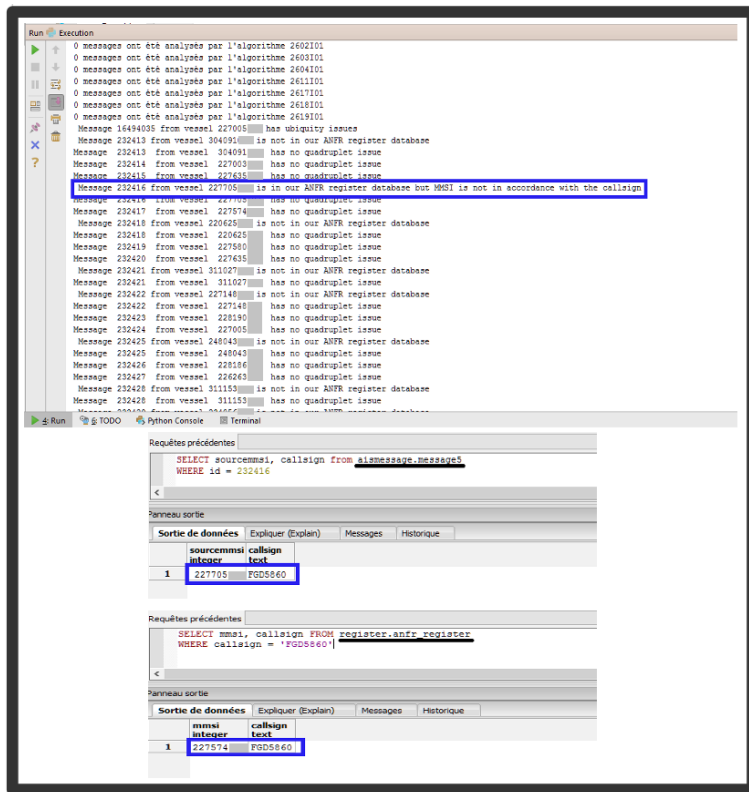 Run Execution
0 messages ont été analysés par l'algorithme 2602I01
0 messages ont été analysés par l'algorithme 2603I01
0 messages ont été analysés par l'algorithme 2604I01
0 messages ont été analysés par l'algorithme 2611I01
0 messages ont été analysés par l'algorithme 2617I01
0 messages ont été analysés par l'algorithme 2618I01
0 messages ont été analysés par l'algorithme 2619I01
Message 16494035 from vessel 227005 has ubiquity issues
Message 232413 from vessel 304091 is not in our ANFR register database
Message 232413 from vessel 304091 has no quadruplet issue
Message 232414 from vessel 227003 has no quadruplet issue
Message 232415 from vessel 227635 has no quadruplet issue
Message 232416 from vessel 227705 is in our ANFR register database but MMSI is not in accordance with the callsign
Message 232416 from vessel 227705 has no quadruplet issue
Message 232417 from vessel 227574 has no quadruplet issue
Message 232418 from vessel 220625 is not in our ANFR register database
Message 232418 from vessel 220625 has no quadruplet issue
Message 232419 from vessel 227580 has no quadruplet issue
Message 232420 from vessel 227635 has no quadruplet issue
Message 232421 from vessel 311027 is not in our ANFR register database
Message 232421 from vessel 311027 has no quadruplet issue
Message 232422 from vessel 227148 is not in our ANFR register database
Message 232422 from vessel 227148 has no quadruplet issue
Message 232423 from vessel 228190 has no quadruplet issue
Message 232424 from vessel 227005 has no quadruplet issue
Message 232425 from vessel 248043 is not in our ANFR register database
Message 232425 from vessel 248043 has no quadruplet issue
Message 232426 from vessel 228186 has no quadruplet issue
Message 232427 from vessel 226263 has no quadruplet issue
Message 232428 from vessel 311153 is not in our ANFR register database
Message 232428 from vessel 311153 has no quadruplet issue
4: Run 6: TODO Python Console Terminal
Requêtes précédentes
SELECT sourcemmsi, callsign from aismessage.message5
WHERE id = 232416
Panneau sortie
Sortie de données Expliquer (Explain) Messages Historique
sourcemmsi callsign
integer text
1 227705 FGD5860
Requêtes précédentes
SELECT mmsi, callsign FROM register.anfr_register
WHERE callsign = 'FGD5860'
Panneau sortie
Sortie de données Expliquer (Explain) Messages Historique
mmsi callsign
integer text
1 227574 FGD5860